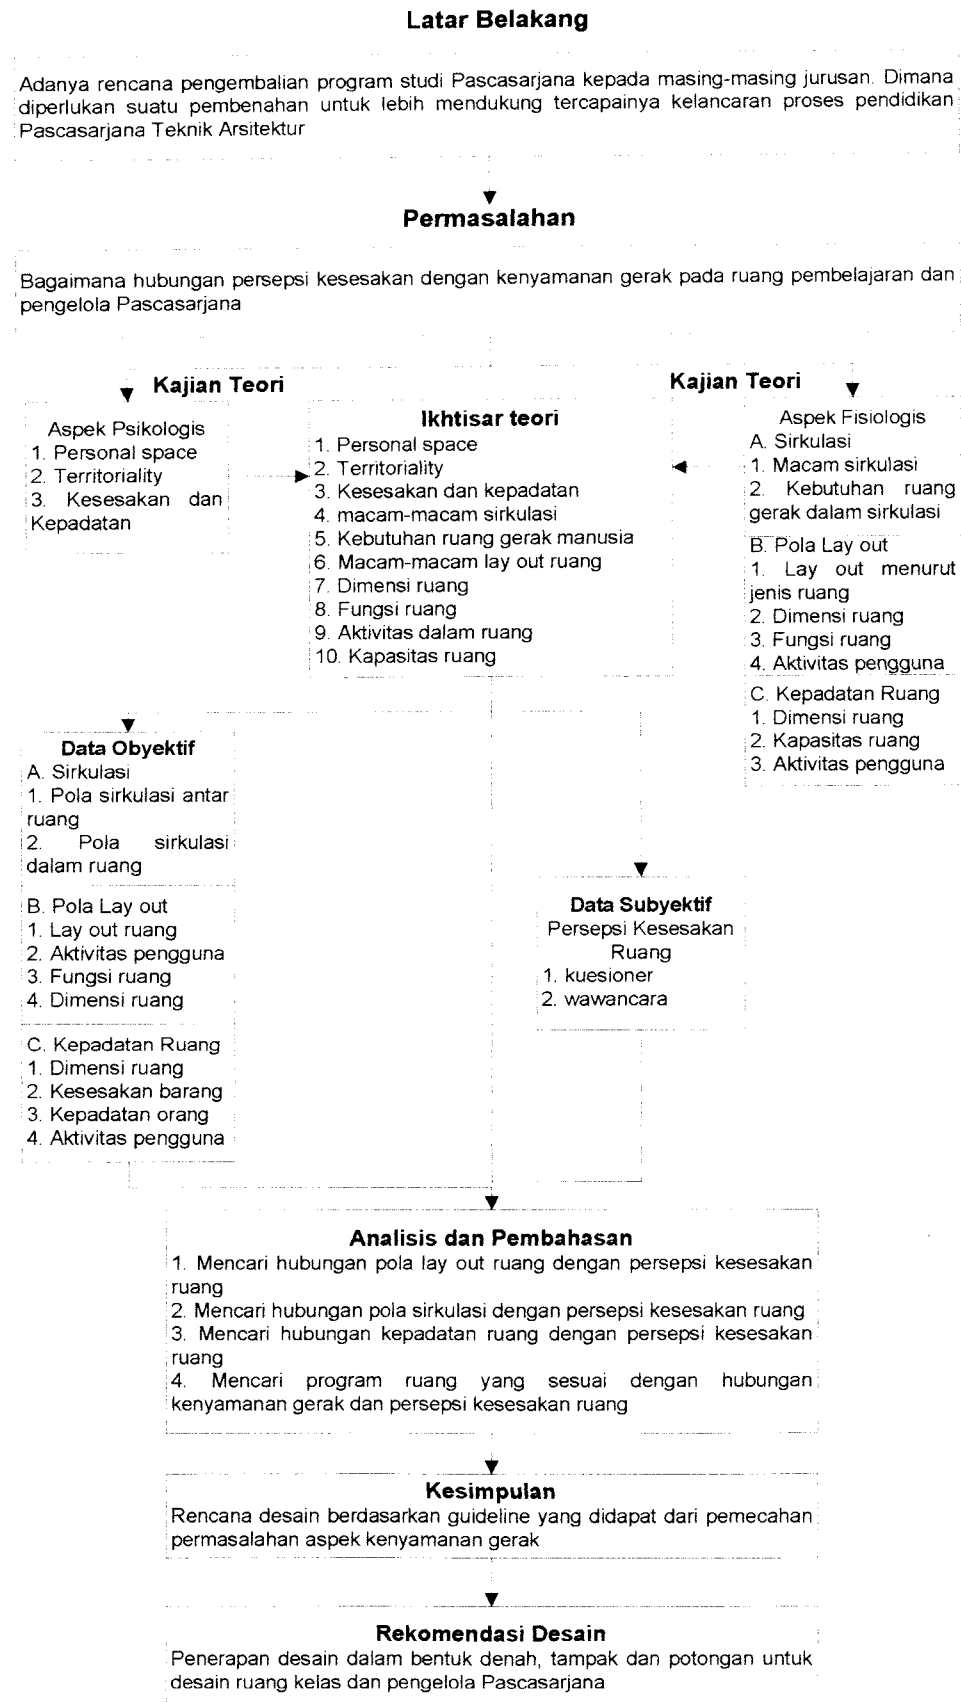 Latar Belakang
Adanya rencana pengembalian program studi Pascasarjana kepada masing-masing jurusan. Dimana
diperlukan suatu pembenahan untuk lebih mendukung tercapainya kelancaran proses pendidikan
Pascasarjana Teknik Arsitektur
Permasalahan
Bagaimana hubungan persepsi kesesakan dengan kenyamanan gerak pada ruang pembelajaran dan
pengelola Pascasarjana
Kajian Teori
Aspek Psikologis
1. Personal space
2. Territoriality
3. Kesesakan dan
Kepadatan
Ikhtisar teori
1. Personal space
2. Territoriality
3. Kesesakan dan kepadatan
4. macam-macam sirkulasi
5. Kebutuhan ruang gerak manusia
6. Macam-macam lay out ruang
7. Dimensi ruang
8. Fungsi ruang
9. Aktivitas dalam ruang
10. Kapasitas ruang
Kajian Teori
Aspek Fisiologis
A. Sirkulasi
1. Macam sirkulasi
2. Kebutuhan ruang
gerak dalam sirkulasi
B. Pola Lay out
1. Lay out menurut
jenis ruang
2. Dimensi ruang
3. Fungsi ruang
4. Aktivitas pengguna
C. Kepadatan Ruang
1. Dimensi ruang
2. Kapasitas ruang
3. Aktivitas pengguna
Data Obyektif
A. Sirkulasi
1. Pola sirkulasi antar
ruang
2. Pola sirkulasi
dalam ruang
B. Pola Lay out
1. Lay out ruang
2. Aktivitas pengguna
3. Fungsi ruang
4. Dimensi ruang
C. Kepadatan Ruang
1. Dimensi ruang
2. Kesesakan barang
3. Kepadatan orang
4. Aktivitas pengguna
Data Subyektif
Persepsi Kesesakan
Ruang
1. kuesioner
2. wawancara
Analisis dan Pembahasan
1. Mencari hubungan pola lay out ruang dengan persepsi kesesakan
ruang
2. Mencari hubungan pola sirkulasi dengan persepsi kesesakan ruang
3. Mencari hubungan kepadatan ruang dengan persepsi kesesakan
ruang
4. Mencari program ruang yang sesuai dengan hubungan
kenyamanan gerak dan persepsi kesesakan ruang
Kesimpulan
Rencana desain berdasarkan guideline yang didapat dari pemecahan
permasalahan aspek kenyamanan gerak
Rekomendasi Desain
Penerapan desain dalam bentuk denah, tampak dan potongan untuk
desain ruang kelas dan pengelola Pascasarjana